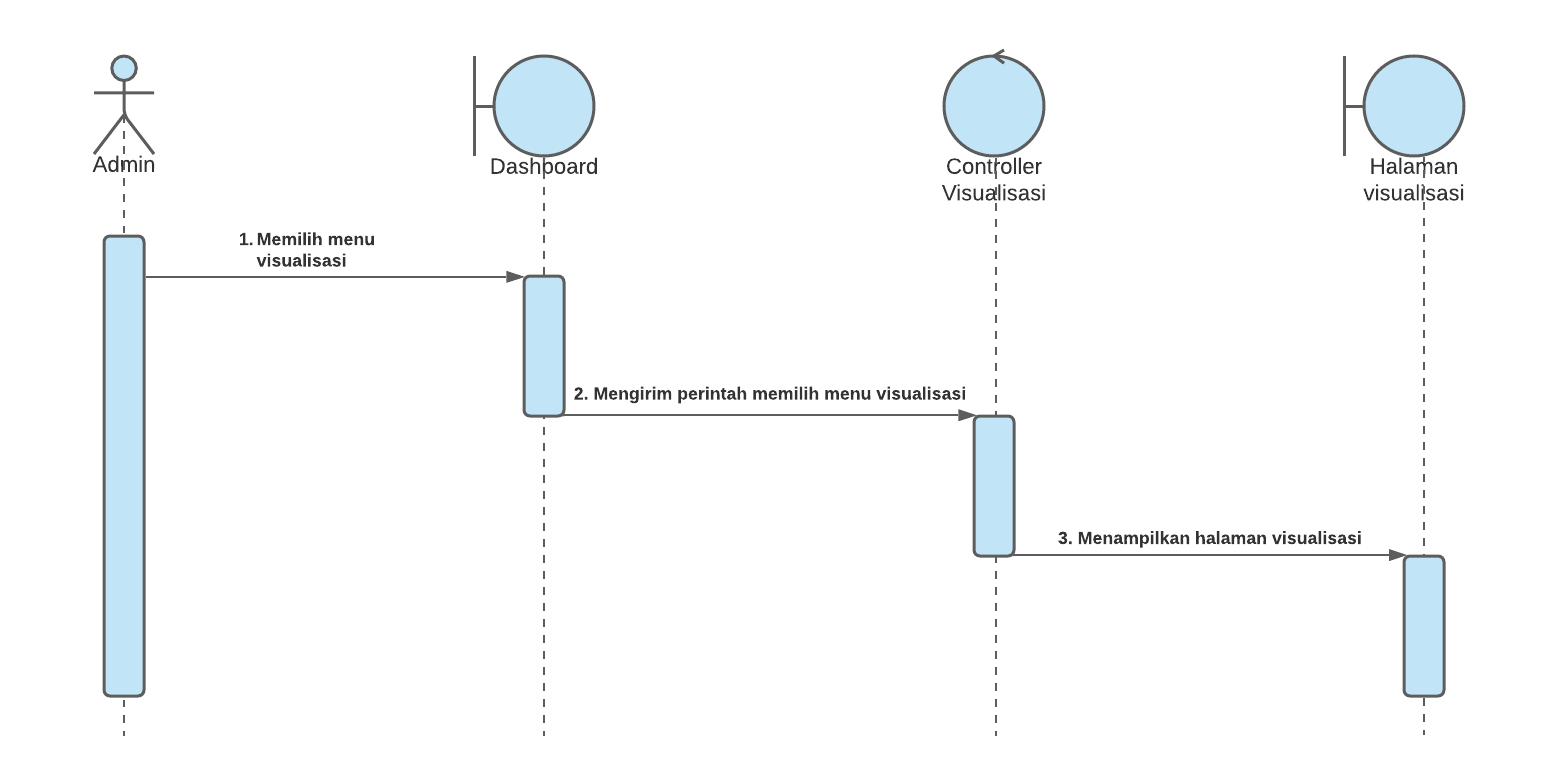 Admin
Dashboard
Controller
Visualisasi
Halaman
visualisasi
1. Memilih menu
visualisasi
2. Mengirim perintah memilih menu visualisasi
3. Menampilkan halaman visualisasi